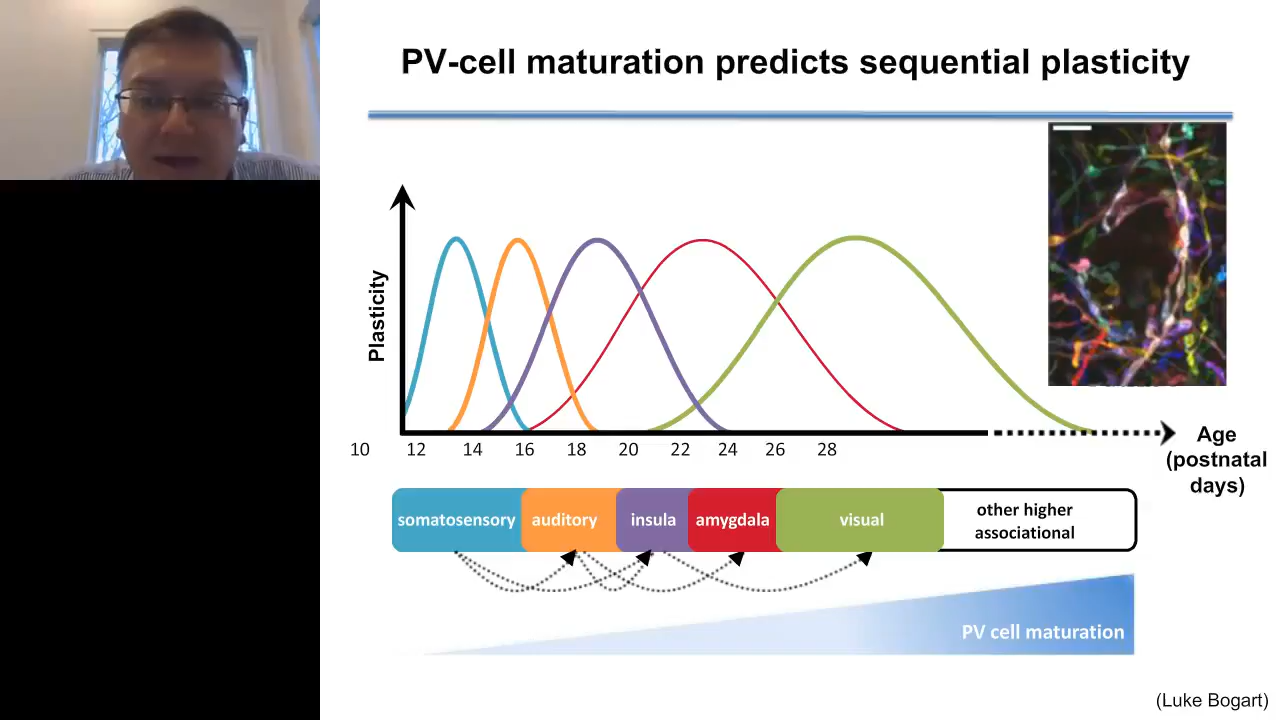 PV-cell maturation predicts sequential plasticity
Plasticity
10 12 14 16 18 20 22 24 26 28
Age
(postnatal
days)
somatosensory auditory insula amygdala visual
other higher
associational
PV cell maturation
(Luke Bogart)